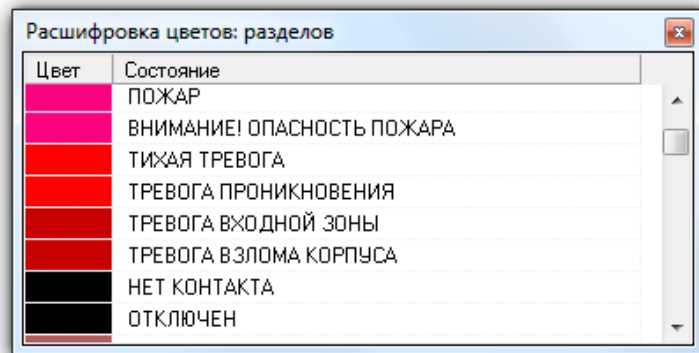 Расшифровка цветов: разделов
Цвет Состояние
ПОЖАР
ВНИМАНИЕ! ОПАСНОСТЬ ПОЖАРА
ТИХАЯ ТРЕВОГА
ТРЕВОГА ПРОНИКНОВЕНИЯ
ТРЕВОГА ВХОДНОЙ ЗОНЫ
ТРЕВОГА ВЗЛОМА КОРПУСА
НЕТ КОНТАКТА
ОТКЛЮЧЕН